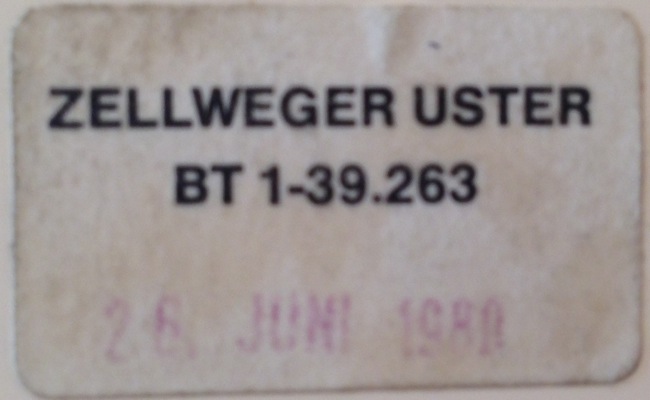 ZELLWEGER USTER
BT 1-39.263
26. JUNI 1980